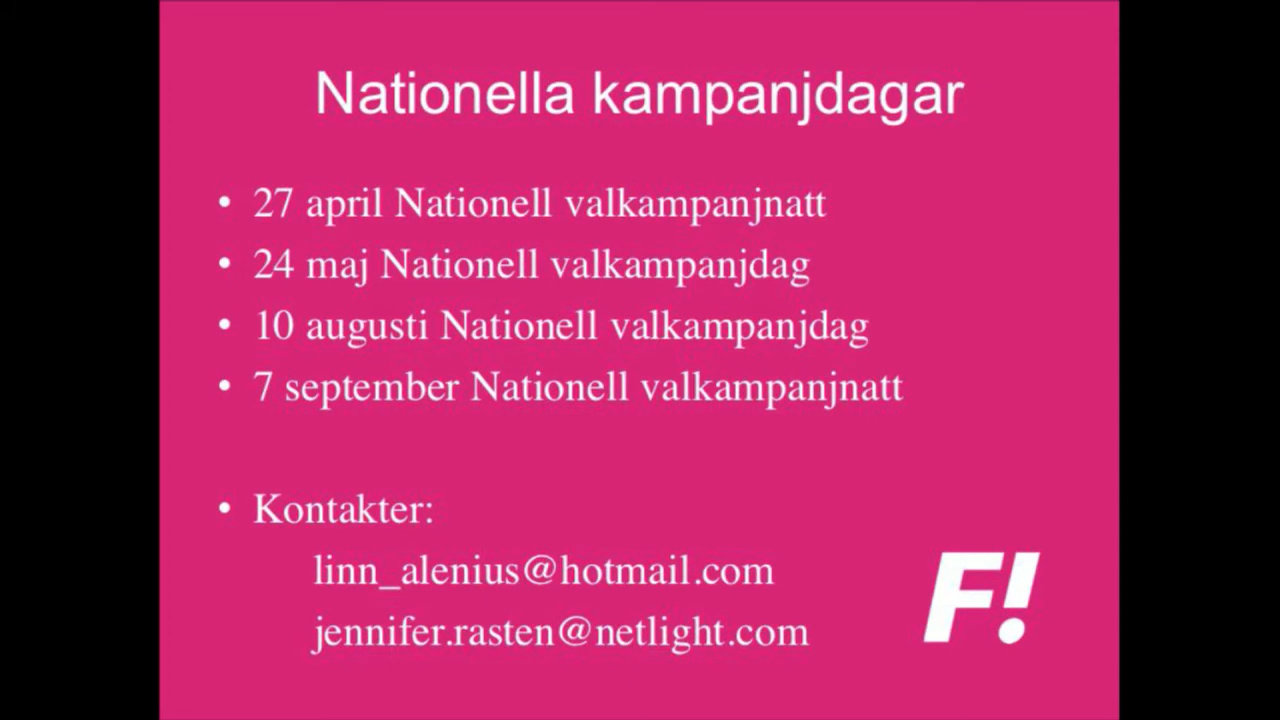 Nationella kampanjdagar
• 27 april Nationell valkampanjnatt
• 24 maj Nationell valkampanjdag
• 10 augusti Nationell valkampanjdag
• 7 september Nationell valkampanjnatt
• Kontakter:
linn_alenius@hotmail.com
jennifer.rasten@netlight.com
F!